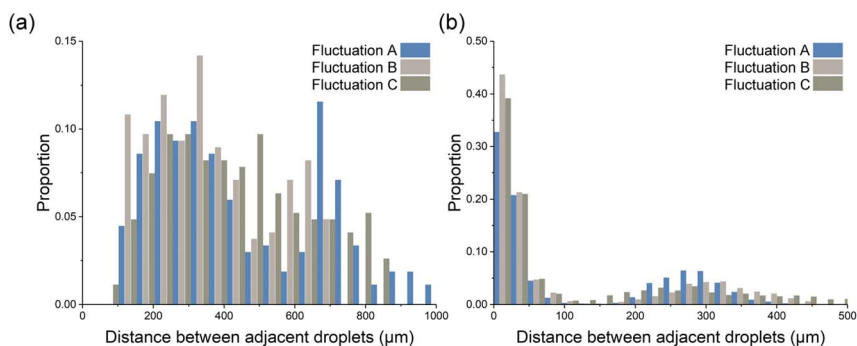 (a)
Proportion
0.15
0.10
0.05
0.00
Fluctuation A
Fluctuation B
Fluctuation C
200 400 600 800 1000
Distance between adjacent droplets (μm)
(b)
Proportion
0.50
0.40
0.30
0.20
0.10
0.00
Fluctuation A
Fluctuation B
Fluctuation C
0 100 200 300 400 500
Distance between adjacent droplets (μm)